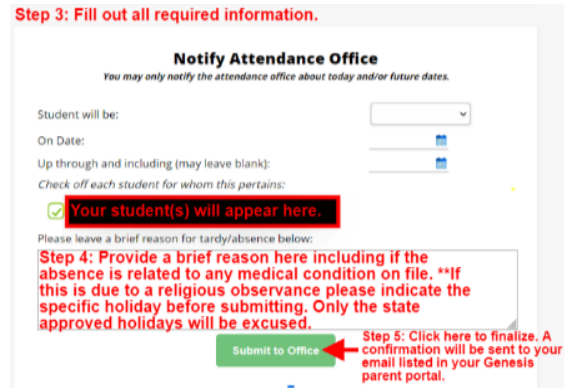 Step 3: Fill out all required information.
Notify Attendance Office
You may only notify the attendance office about today and/or future dates.
Student will be:
On Date:
Up through and including (may leave blank):
Check off each student for whom this pertains:
Your student(s) will appear here.
Please leave a brief reason for tardy/absence below:
Step 4: Provide a brief reason here including if the
absence is related to any medical condition on file. **If
this is due to a religious observance please indicate the
specific holiday before submitting. Only the state
approved holidays will be excused.
Submit to Office
Step 5: Click here to finalize. A
confirmation will be sent to your
email listed in your Genesis
parent portal.